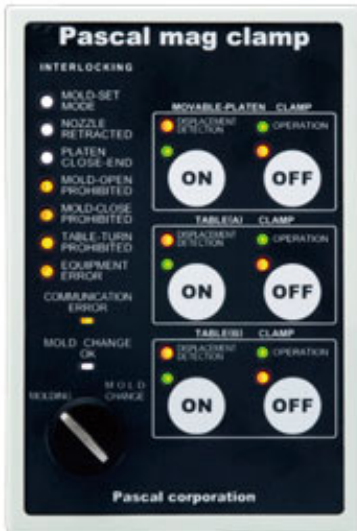 Pascal mag clamp
INTERLOCKING
MOLD-SET
MODE
NOZZLE
RETRACTED
PLATEN
CLOSE-END
MOLD-OPEN
PROHIBITED
MOLD-CLOSE
PROHIBITED
TABLE-TURN
PROHIBITED
EQUIPMENT
ERROR
COMMUNICATION
ERROR
MOLD CHANGE
OK
MOLDING
MOLD
CHANGE
MOVABLE-PLATEN CLAMP
DISPLACEMENT
DETECTION
OPERATION
ON
OFF
TABLE(A) CLAMP
DISPLACEMENT
DETECTION
OPERATION
ON
OFF
TABLE(B) CLAMP
DISPLACEMENT
DETECTION
OPERATION
ON
OFF
Pascal corporation